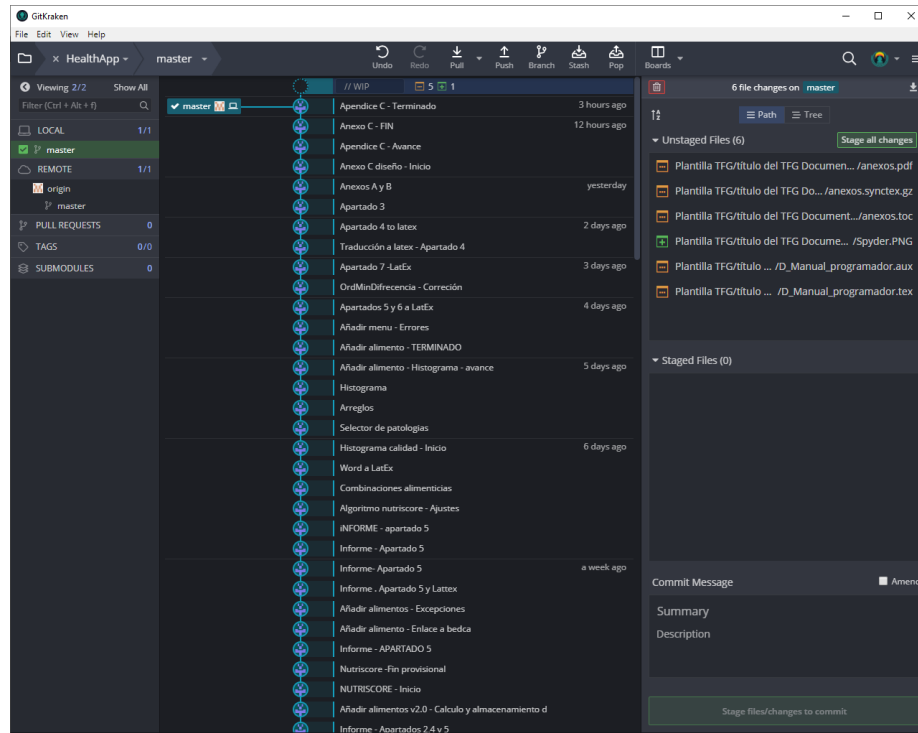 GitKraken
File Edit View Help
HealthApp
master
Undo
Redo
Pull
Push
Branch
Stash
Pop
Boards
Viewing 2/2 Show All
Filter (Ctrl + Alt + f)
LOCAL 1/1
master
REMOTE 1/1
origin
master
PULL REQUESTS 0
TAGS 0/0
SUBMODULES 0
master
// WIP 5 1
Apendice C - Terminado 3 hours ago
Anexo C - FIN 12 hours ago
Apendice C - Avance
Anexo C diseño - Inicio
Anexos A y B yesterday
Apartado 3
Apartado 4 to latex 2 days ago
Traducción a latex - Apartado 4
Apartado 7 -LatEx 3 days ago
OrdMinDifrecencia - Correción
Apartados 5 y 6 a LatEx 4 days ago
Añadir menu - Errores
Añadir alimento - TERMINADO
Añadir alimento - Histograma - avance 5 days ago
Histograma
Arreglos
Selector de patologias
Histograma calidad - Inicio 6 days ago
Word a LatEx
Combinaciones alimenticias
Algoritmo nutriscore - Ajustes
iNFORME - apartado 5
Informe - Apartado 5
Informe- Apartado 5 a week ago
Informe . Apartado 5 y Lattex
Añadir alimentos - Excepciones
Añadir alimento - Enlace a bedca
Informe - APARTADO 5
Nutriscore -Fin provisional
NUTRISCORE - Inicio
Añadir alimentos v2.0 - Calculo y almacenamiento d
Informe - Apartados 2.4 y 5
6 file changes on master
Path Tree
Unstaged Files (6) Stage all changes
Plantilla TFG/título del TFG Documen... /anexos.pdf
Plantilla TFG/título del TFG Do... /anexos.synctex.gz
Plantilla TFG/título del TFG Document.../anexos.toc
Plantilla TFG/título del TFG Docume... /Spyder.PNG
Plantilla TFG/título ... /D_Manual_programador.aux
Plantilla TFG/título ... /D_Manual_programador.tex
Staged Files (0)
Commit Message Amend
Summary
Description
Stage files/changes to commit